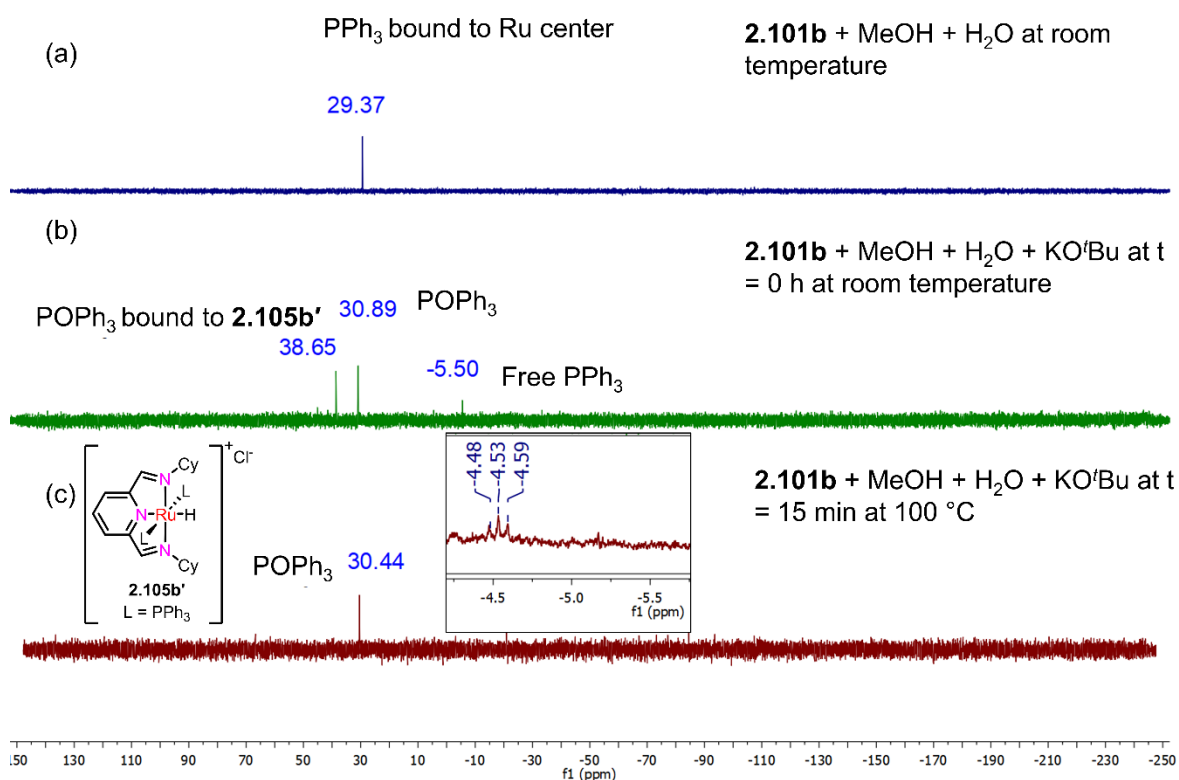 (a)
PPh3 bound to Ru center
2.101b + MeOH + H2O at room
temperature
29.37
(b)
2.101b + MeOH + H2O + KOtBu at t
= 0 h at room temperature
POPh3 bound to 2.105b′
38.65
30.89
POPh3
-5.50
Free PPh3
(c)
+
Cl-
N
Cy
L
N
Ru
H
L
N
Cy
2.105b′
L = PPh3
POPh3
30.44
-4.48
-4.53
-4.59
-4.5
-5.0
-5.5
f1 (ppm)
2.101b + MeOH + H2O + KOtBu at t
= 15 min at 100 °C
150 130 110 90 70 50 30 10 -10 -30 -50 -70 -90 -110 -130 -150 -170 -190 -210 -230 -250
f1 (ppm)